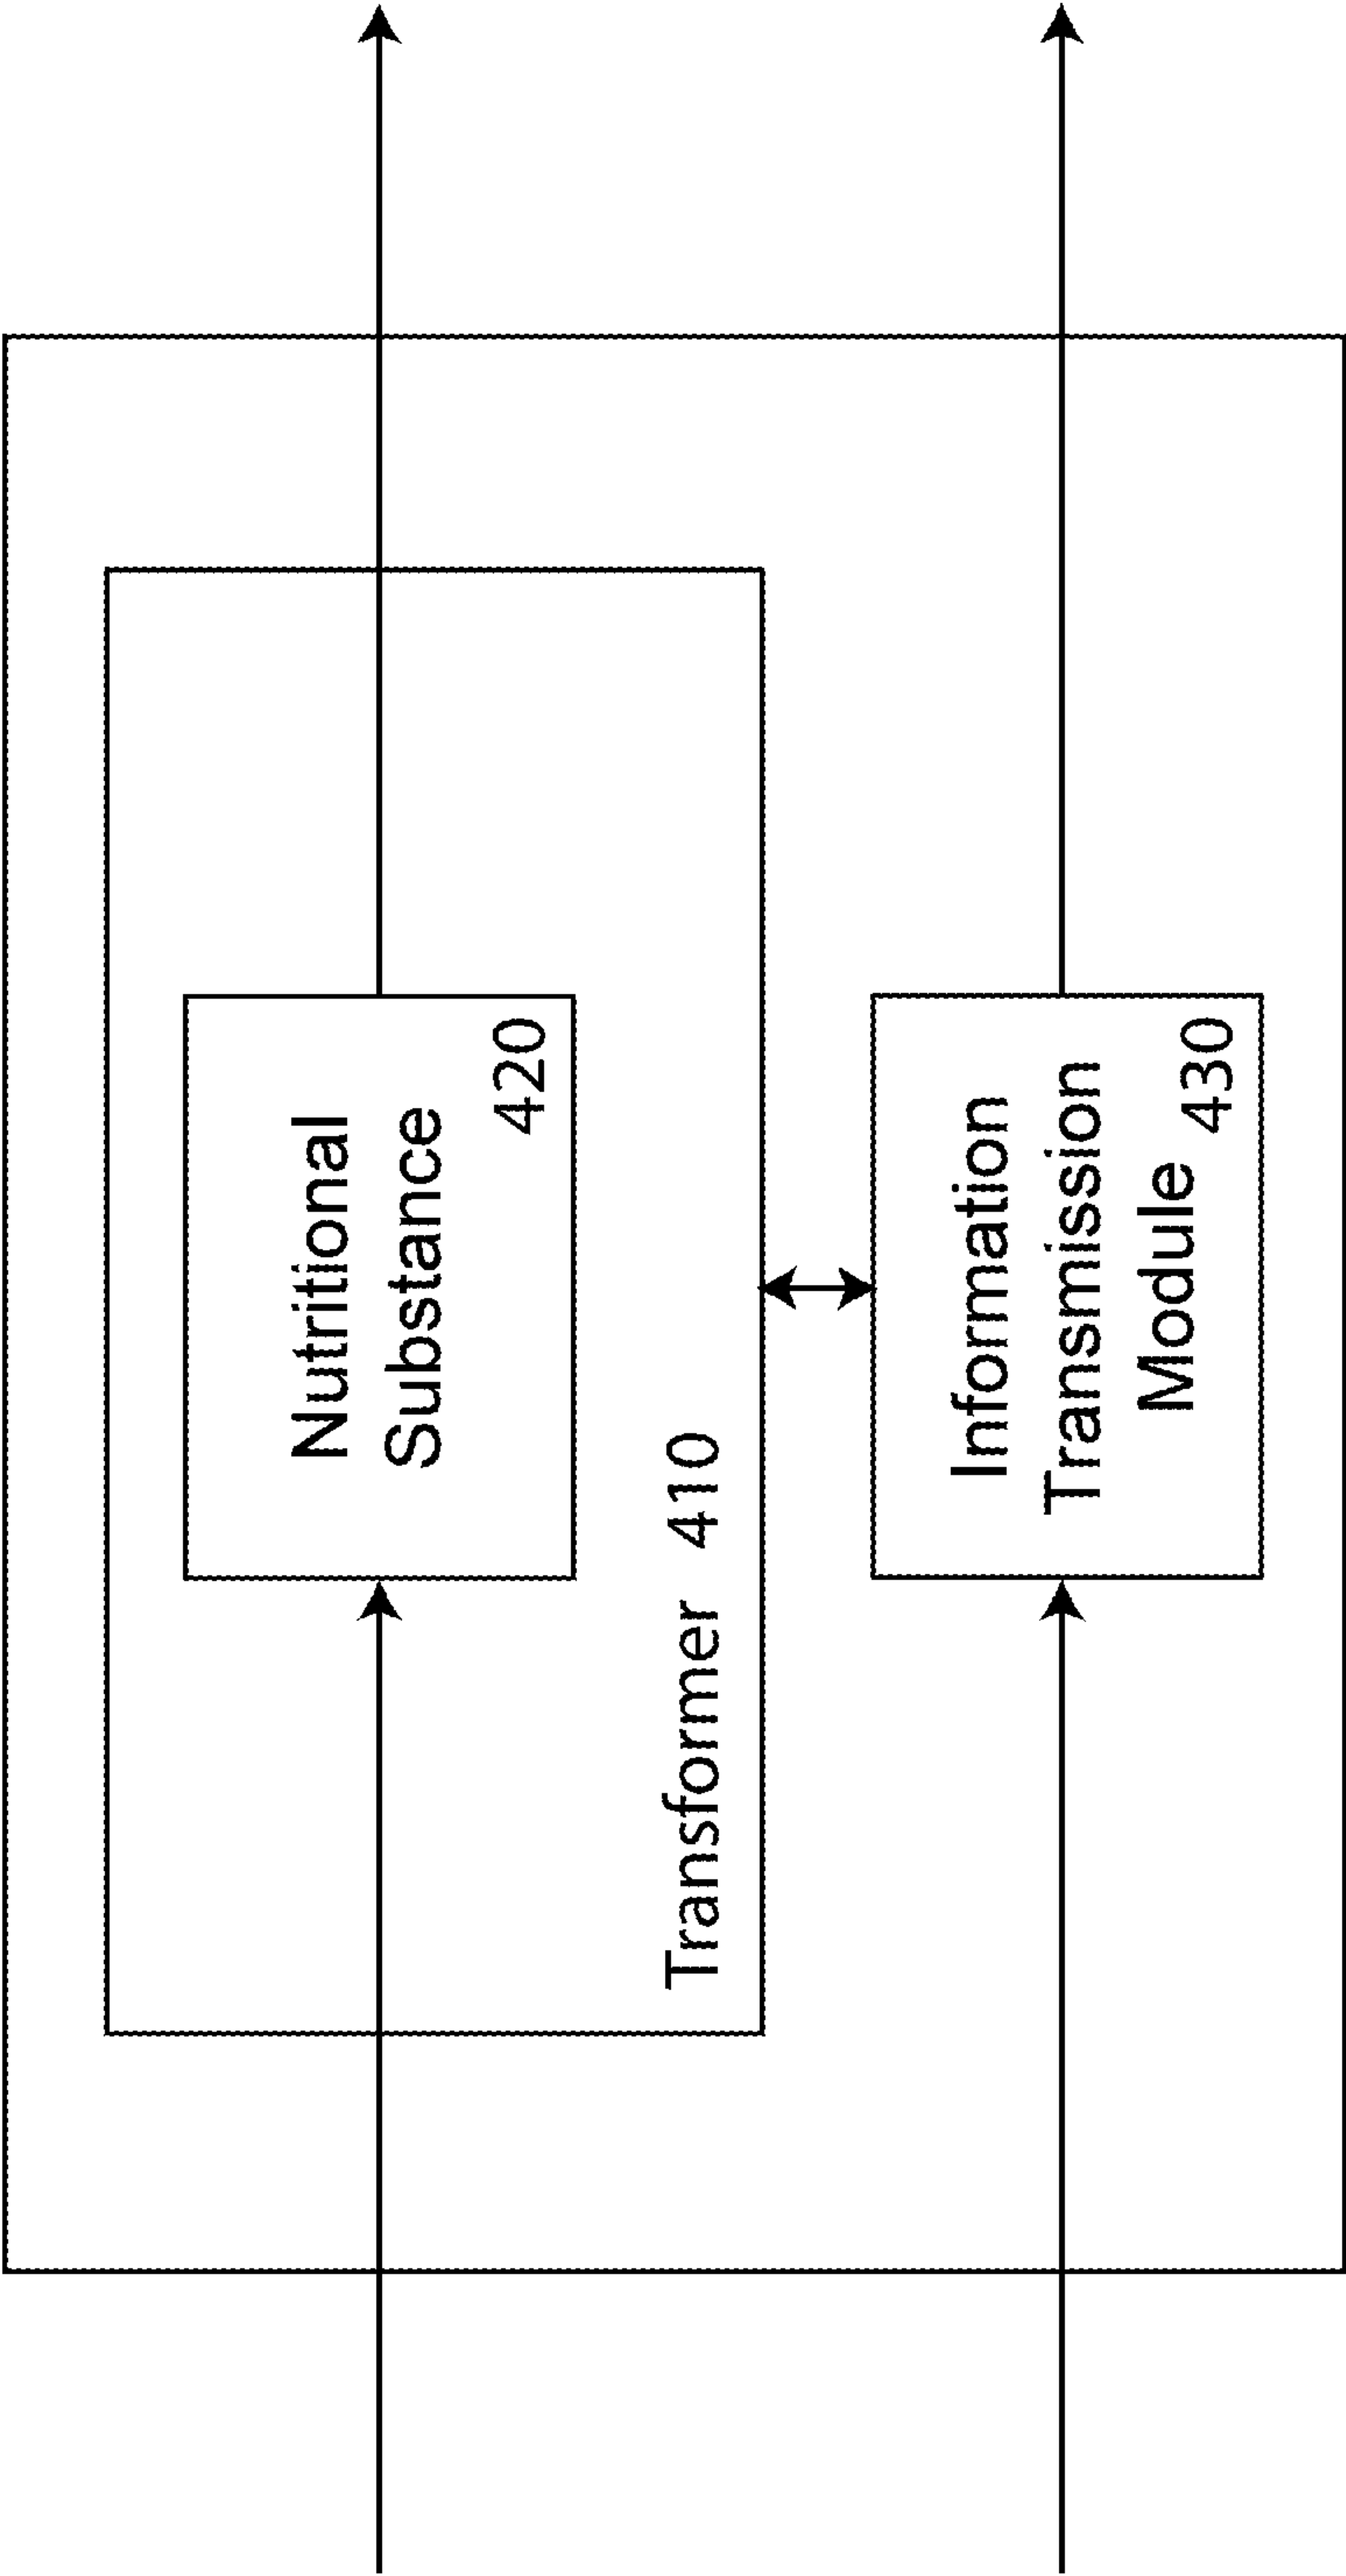 Nutritional
Substance
420
Transformer 410
Information
Transmission
Module
430